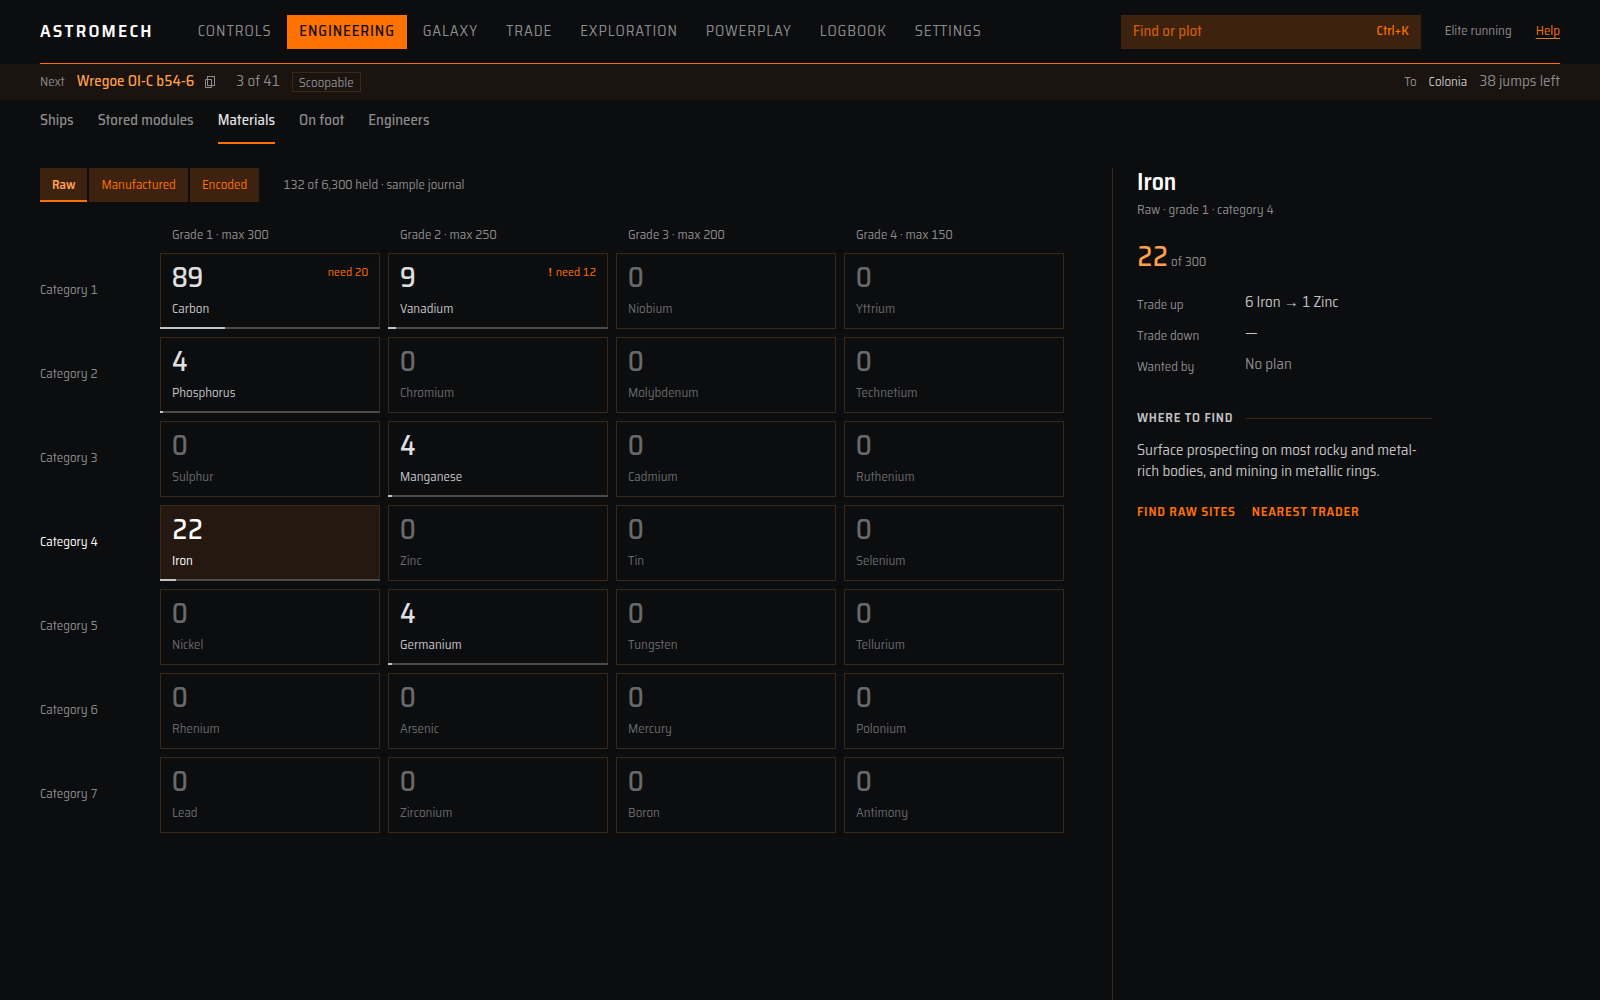 ASTROMECH CONTROLS ENGINEERING GALAXY TRADE EXPLORATION POWERPLAY LOGBOOK SETTINGS Find or plot Ctrl+K Elite running Help
Next Wregoe OI-C b54-6 3 of 41 Scoopable To Colonia 38 jumps left
Ships Stored modules Materials On foot Engineers
Raw Manufactured Encoded 132 of 6,300 held · sample journal
Grade 1 · max 300 Grade 2 · max 250 Grade 3 · max 200 Grade 4 · max 150
Category 1
89 need 20
Carbon
9 ! need 12
Vanadium
0
Niobium
0
Yttrium
Category 2
4
Phosphorus
0
Chromium
0
Molybdenum
0
Technetium
Category 3
0
Sulphur
4
Manganese
0
Cadmium
0
Ruthenium
Category 4
22
Iron
0
Zinc
0
Tin
0
Selenium
Category 5
0
Nickel
4
Germanium
0
Tungsten
0
Tellurium
Category 6
0
Rhenium
0
Arsenic
0
Mercury
0
Polonium
Category 7
0
Lead
0
Zirconium
0
Boron
0
Antimony
Iron
Raw · grade 1 · category 4
22 of 300
Trade up 6 Iron → 1 Zinc
Trade down —
Wanted by No plan
WHERE TO FIND
Surface prospecting on most rocky and metal-
rich bodies, and mining in metallic rings.
FIND RAW SITES NEAREST TRADER